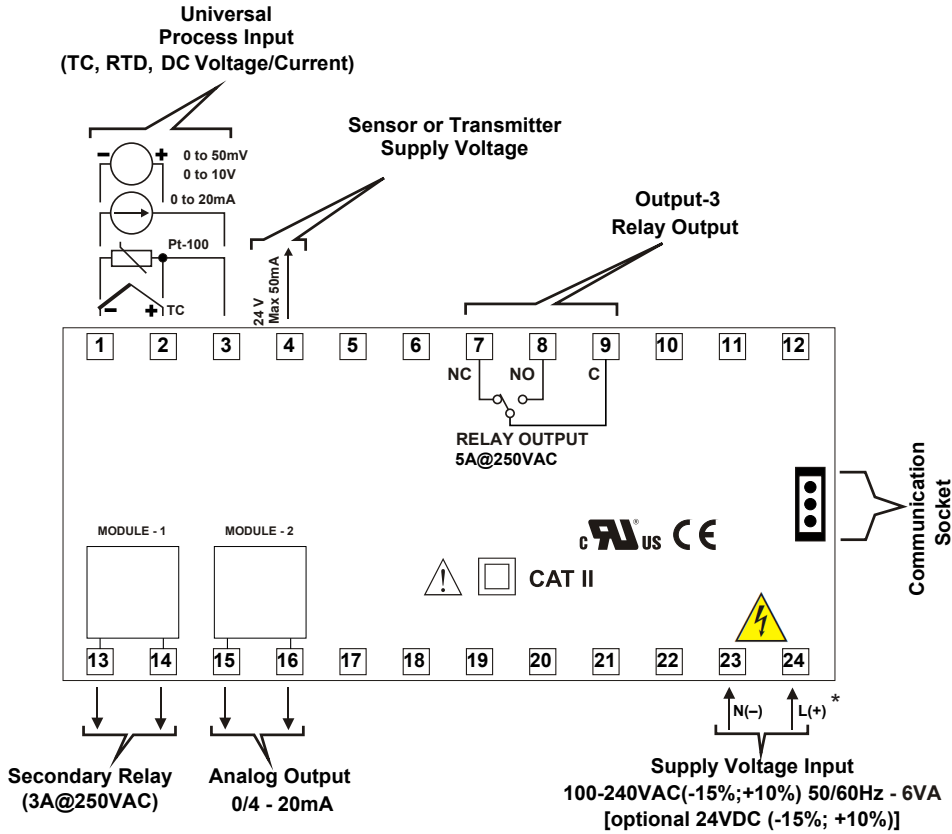 Universal
Process Input
(TC, RTD, DC Voltage/Current)
Sensor or Transmitter
Supply Voltage
Output-3
Relay Output
– +
0 to 50mV
0 to 10V
0 to 20mA
Pt-100
– + TC
24 V
Max 50mA
1 2 3 4 5 6 7 8 9 10 11 12
NC NO C
RELAY OUTPUT
5A@250VAC
Communication
Socket
MODULE - 1 MODULE - 2
c RU ® US CE
! CAT II
13 14 15 16 17 18 19 20 21 22 23 24
N(–) L(+) *
Secondary Relay
(3A@250VAC)
Analog Output
0/4 - 20mA
Supply Voltage Input
100-240VAC(-15%;+10%) 50/60Hz - 6VA
[optional 24VDC (-15%; +10%)]